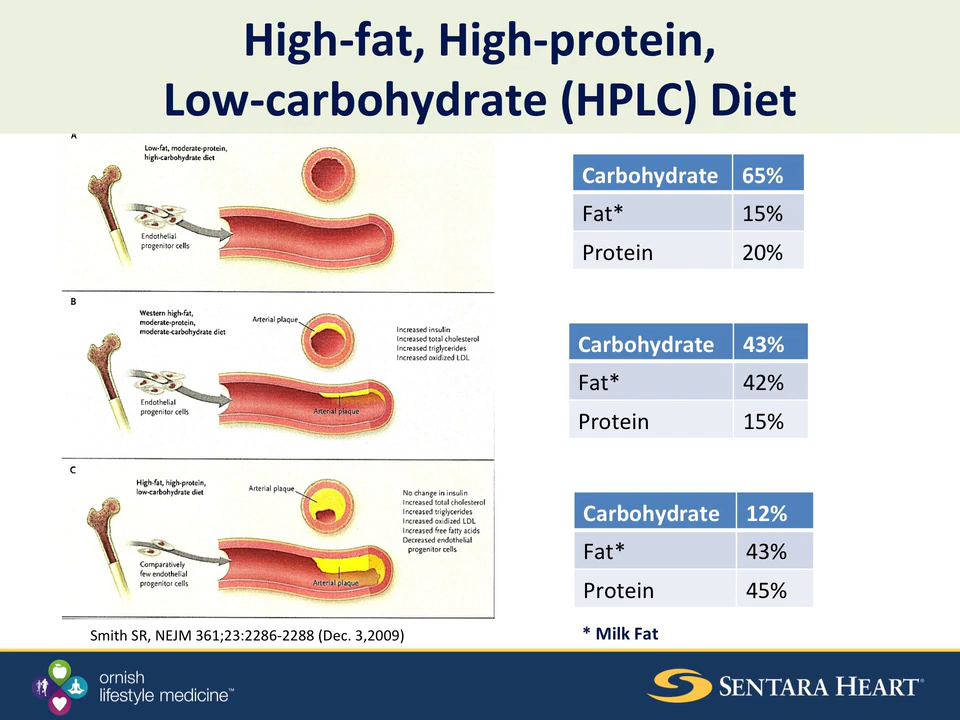 High-fat, High-protein,
Low-carbohydrate (HPLC) Diet
A
Low-fat, moderate-protein,
high-carbohydrate diet
Endothelial
progenitor cells
Carbohydrate 65%
Fat* 15%
Protein 20%
B
Western high-fat,
moderate-protein,
moderate-carbohydrate diet
Arterial plaque
Increased insulin
Increased total cholesterol
Increased triglycerides
Increased oxidized LDL
Endothelial
progenitor cells
Arterial plaque
Carbohydrate 43%
Fat* 42%
Protein 15%
C
High-fat, high-protein,
low-carbohydrate diet
Arterial plaque
No change in insulin
Increased total cholesterol
Increased triglycerides
Increased oxidized LDL
Increased free fatty acids
Decreased endothelial
progenitor cells
Comparatively
few endothelial
progenitor cells
Arterial plaque
Carbohydrate 12%
Fat* 43%
Protein 45%
Smith SR, NEJM 361;23:2286-2288 (Dec. 3,2009)
* Milk Fat
ornish
lifestyle medicine™
SENTARA HEART®